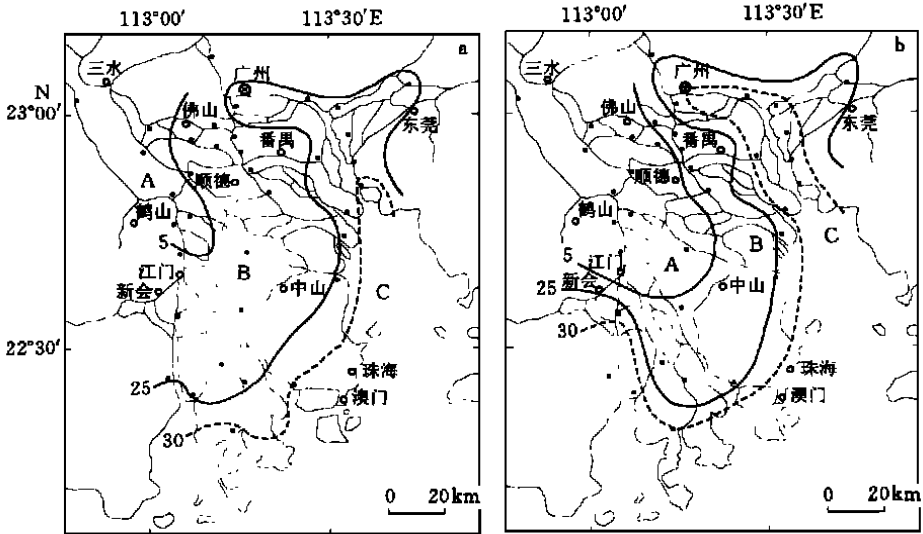 113°00′ 113°30′E
a
三水
广州
N
23°00′
佛山
东莞
番禺
A
顺德
鹤山
5
B
江门
新会
中山
C
22°30′
25
珠海
澳门
30
0 20km
113°00′ 113°30′E
b
三水
广州
佛山
东莞
番禺
顺德
鹤山
C
B
5
江门
A
25
新会
中山
30
珠海
澳门
0 20km